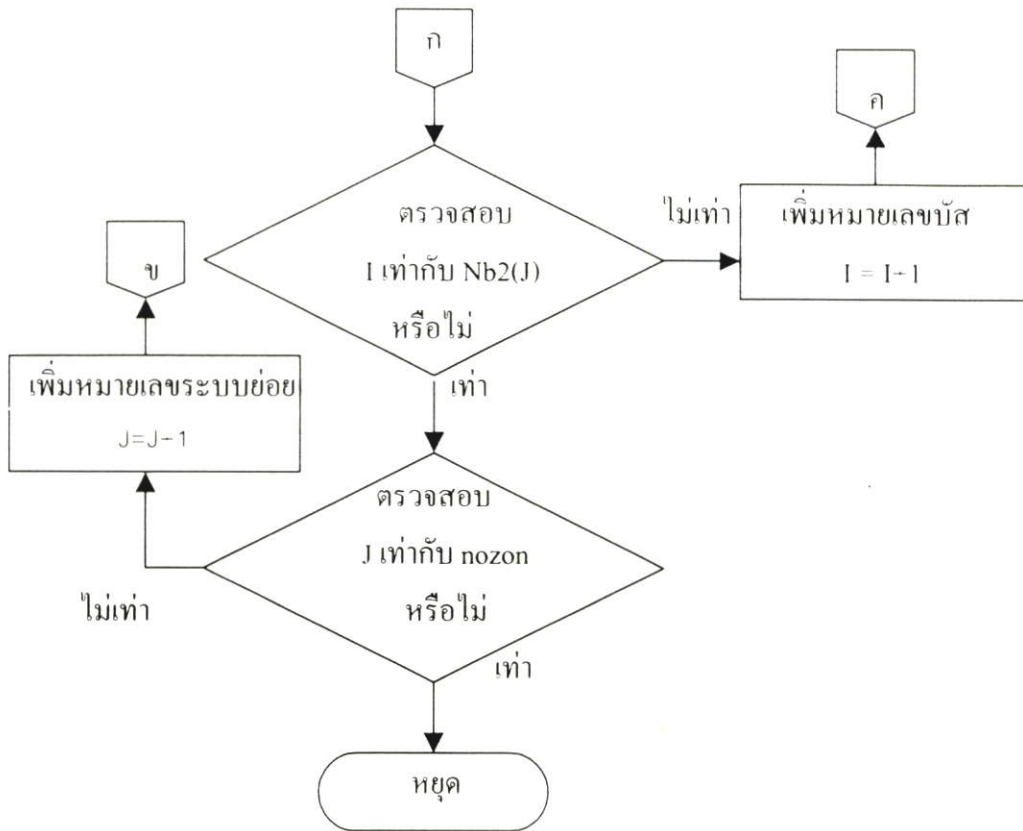 ก
ค
ตรวจสอบ
I เท่ากับ Nb2(J)
หรือไม่
ไม่เท่า
เพิ่มหมายเลขบัส
I = I+1
ข
เพิ่มหมายเลขระบบย่อย
J=J+1
เท่า
ตรวจสอบ
J เท่ากับ nozon
หรือไม่
ไม่เท่า
เท่า
หยุด